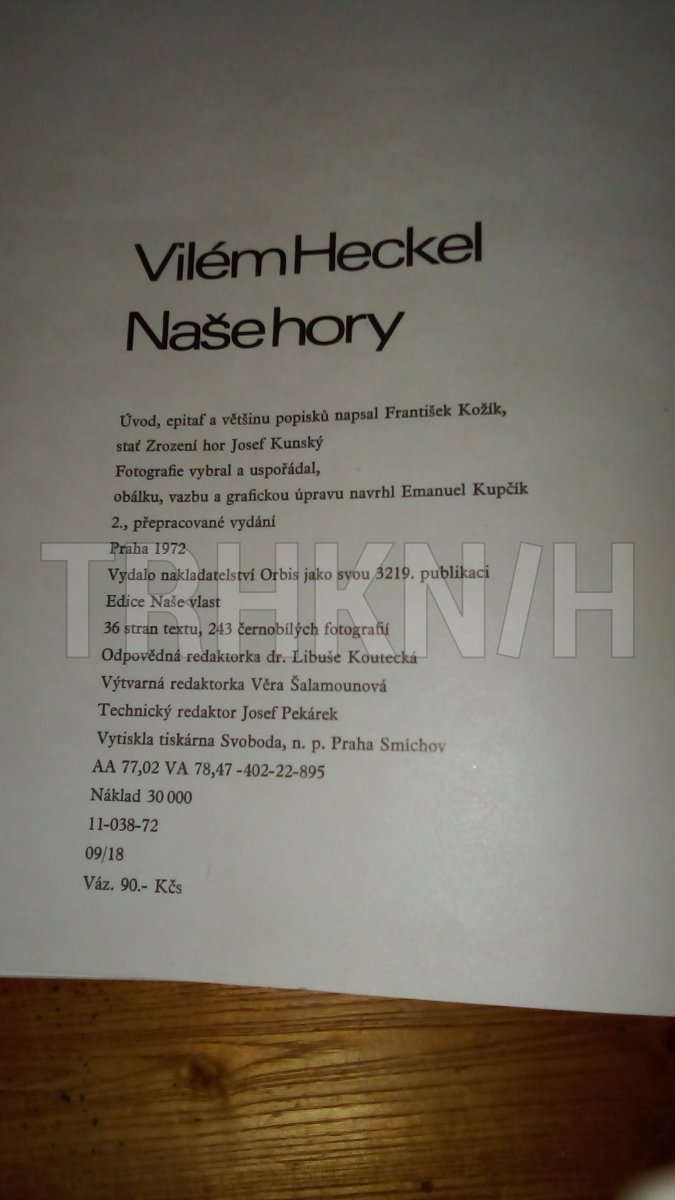 Vilém Heckel
Naše hory
Úvod, epitaf a většinu popisků napsal František Kožík,
stať Zrození hor Josef Kunský
Fotografie vybral a uspořádal,
obálku, vazbu a grafickou úpravu navrhl Emanuel Kupčík
2., přepracované vydání
Praha 1972
Vydalo nakladatelství Orbis jako svou 3219. publikaci
Edice Naše vlast
36 stran textu, 243 černobílých fotografií
Odpovědná redaktorka dr. Libuše Koutecká
Výtvarná redaktorka Věra Šalamounová
Technický redaktor Josef Pekárek
Vytiskla tiskárna Svoboda, n. p. Praha Smíchov
AA 77,02 VA 78,47 -402-22-895
Náklad 30 000
11-038-72
09/18
Váz. 90.- Kčs
TRHKN/H